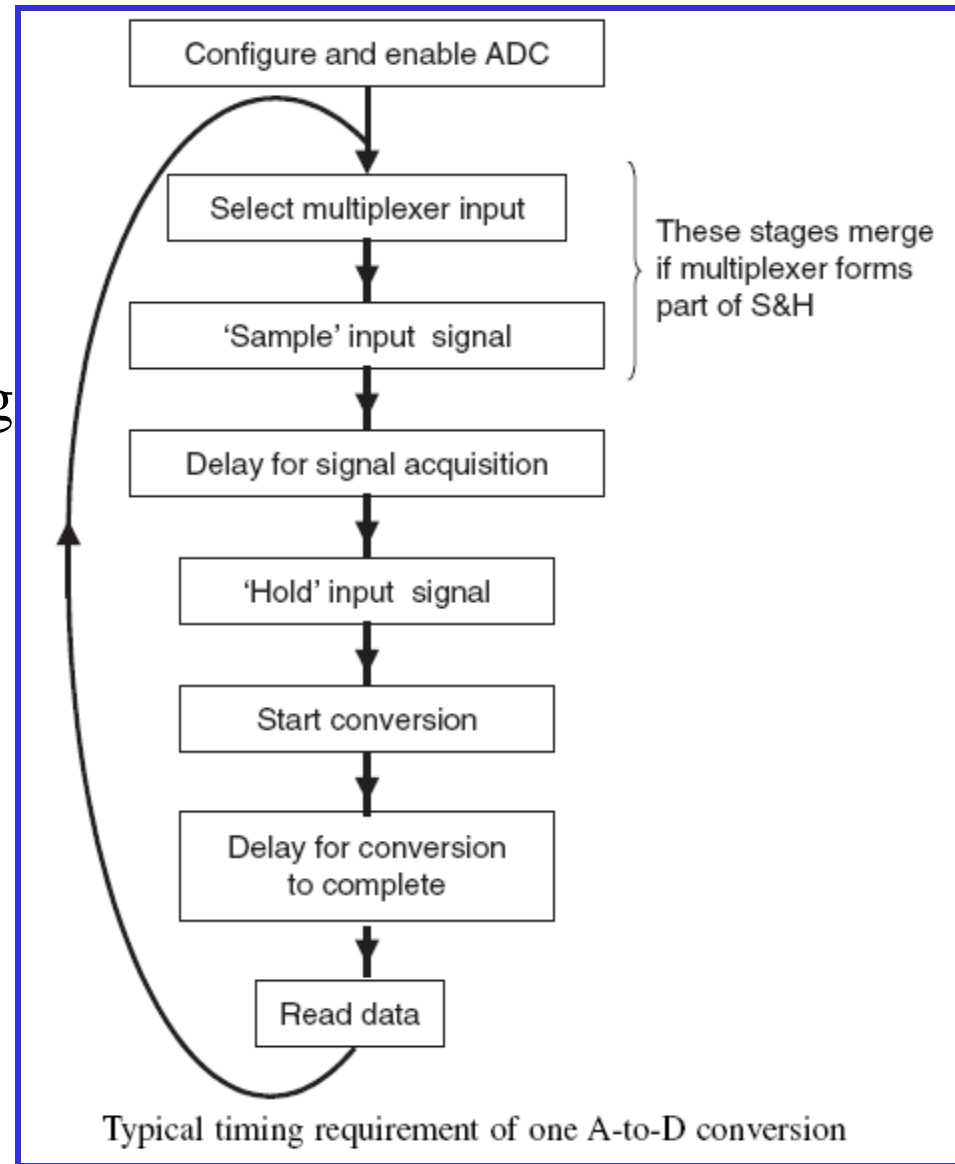 Configure and enable ADC
Select multiplexer input
These stages merge
if multiplexer forms
part of S&H
‘Sample’ input signal
g
Delay for signal acquisition
‘Hold’ input signal
Start conversion
Delay for conversion
to complete
Read data
Typical timing requirement of one A-to-D conversion